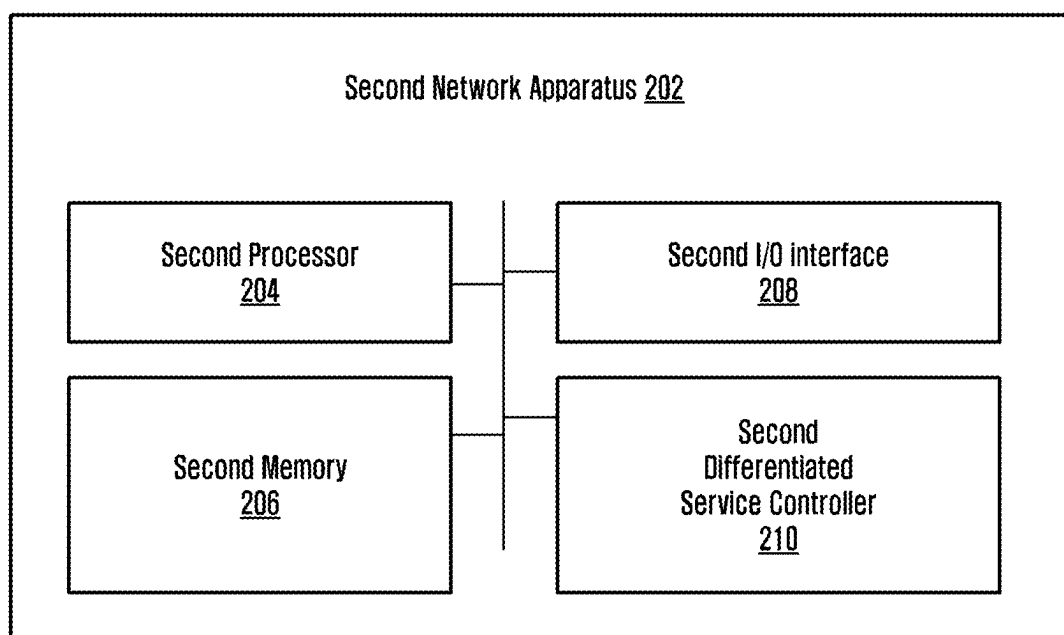 Second Network Apparatus 202
Second Processor
204
Second I/O interface
208
Second Memory
206
Second
Differentiated
Service Controller
210